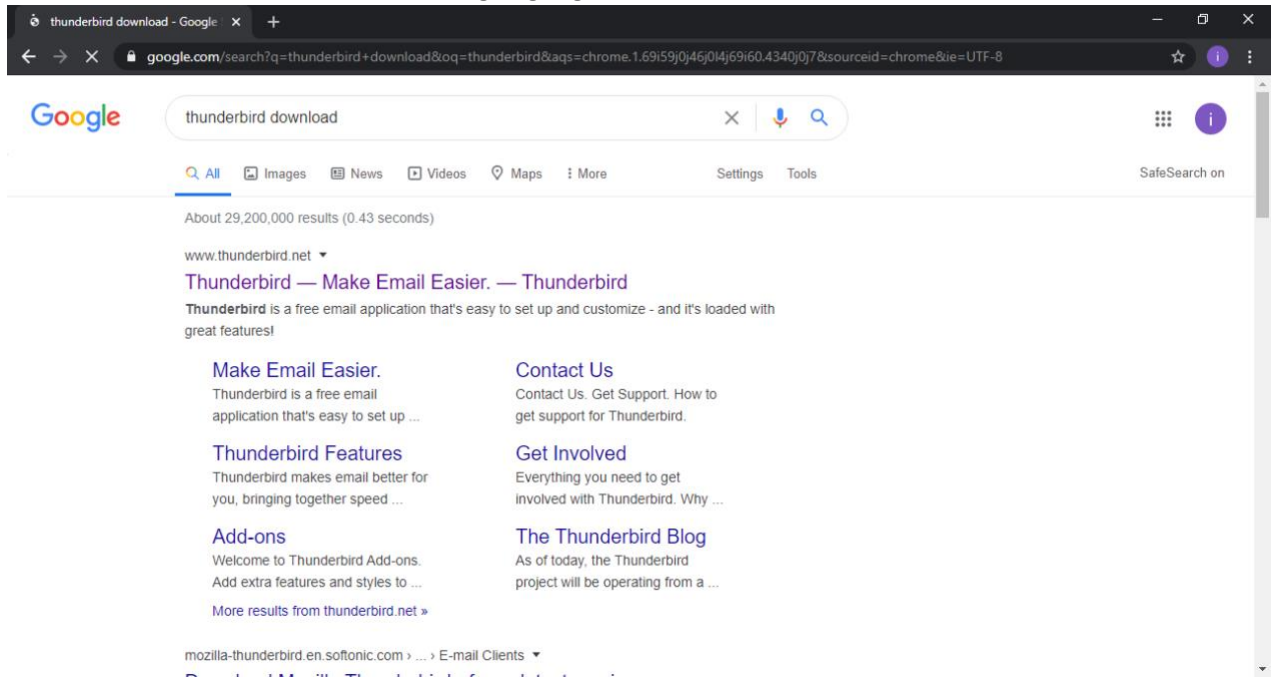 thunderbird download - Google
google.com/search?q=thunderbird+download&oq=thunderbird&aqs=chrome.1.69i59j0j46j0l4j69i60.4340j0j7&sourceid=chrome&ie=UTF-8
i
Google
thunderbird download
i
All Images News Videos Maps More Settings Tools SafeSearch on
About 29,200,000 results (0.43 seconds)
www.thunderbird.net
Thunderbird — Make Email Easier. — Thunderbird
Thunderbird is a free email application that's easy to set up and customize - and it's loaded with
great features!
Make Email Easier.
Thunderbird is a free email
application that's easy to set up ...
Contact Us
Contact Us. Get Support. How to
get support for Thunderbird.
Thunderbird Features
Thunderbird makes email better for
you, bringing together speed ...
Get Involved
Everything you need to get
involved with Thunderbird. Why ...
Add-ons
Welcome to Thunderbird Add-ons.
Add extra features and styles to ...
The Thunderbird Blog
As of today, the Thunderbird
project will be operating from a ...
More results from thunderbird.net »
mozilla-thunderbird.en.softonic.com › ... › E-mail Clients